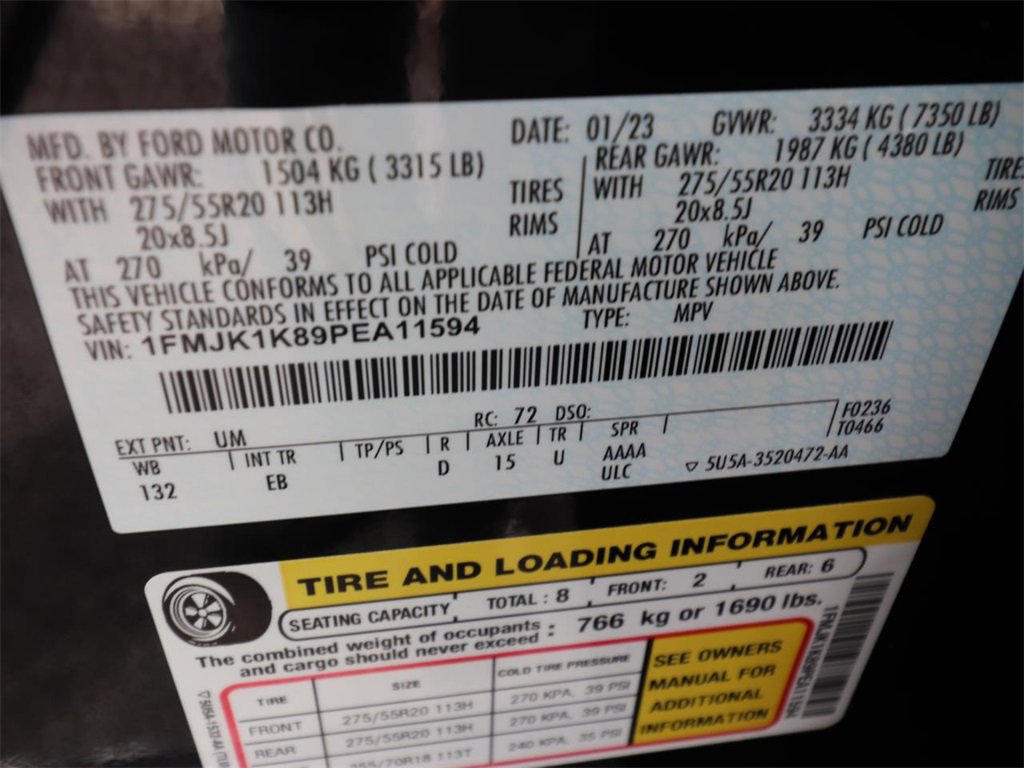 MFD. BY FORD MOTOR CO. DATE: 01/23 GVWR: 3334 KG ( 7350 LB)
FRONT GAWR: 1504 KG ( 3315 LB) REAR GAWR: 1987 KG ( 4380 LB)
WITH 275/55R20 113H TIRES WITH 275/55R20 113H TIRES
20x8.5J RIMS 20x8.5J RIMS
AT 270 kPa/ 39 PSI COLD AT 270 kPa/ 39 PSI COLD
THIS VEHICLE CONFORMS TO ALL APPLICABLE FEDERAL MOTOR VEHICLE
SAFETY STANDARDS IN EFFECT ON THE DATE OF MANUFACTURE SHOWN ABOVE.
VIN: 1FMJK1K89PEA11594 TYPE: MPV
EXT PNT: UM RC: 72 DSO: F0236
WB INT TR TP/PS R AXLE TR SPR T0466
132 EB D 15 U AAAA
ULC ▽ 5U5A-3520472-AA
TIRE AND LOADING INFORMATION
SEATING CAPACITY TOTAL : 8 FRONT: 2 REAR: 6
The combined weight of occupants
and cargo should never exceed : 766 kg or 1690 lbs.
TIRE SIZE COLD TIRE PRESSURE
FRONT 275/55R20 113H 270 KPA, 39 PSI
REAR 275/55R20 113H 270 KPA, 39 PSI
240 KPA, 35 PSI
SEE OWNERS
MANUAL FOR
ADDITIONAL
INFORMATION
1FMJK1K89PEA11594